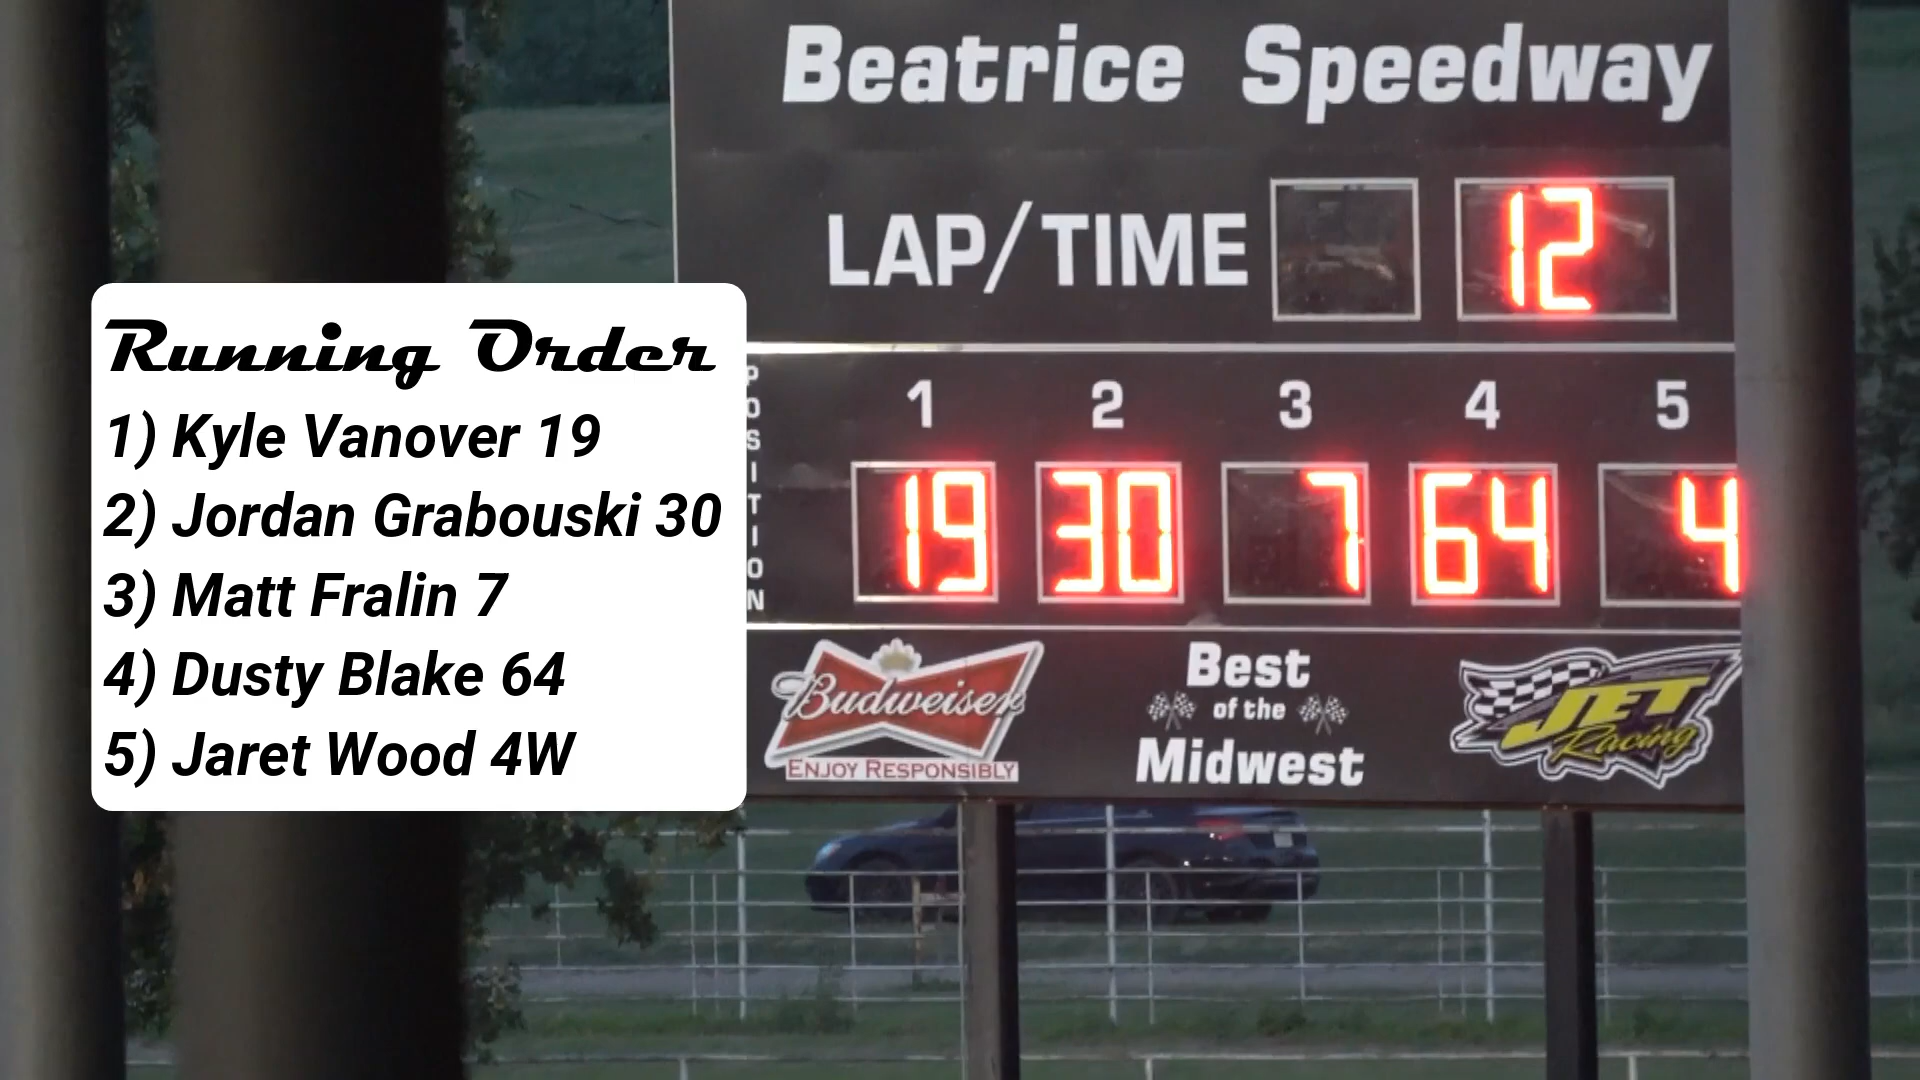 Beatrice Speedway
LAP/TIME 12
Running Order
1) Kyle Vanover 19
2) Jordan Grabouski 30
3) Matt Fralin 7
4) Dusty Blake 64
5) Jaret Wood 4W
POSITION
1 2 3 4 5
19 30 7 64 4
Budweiser
ENJOY RESPONSIBLY
Best
of the
Midwest
JET
Racing